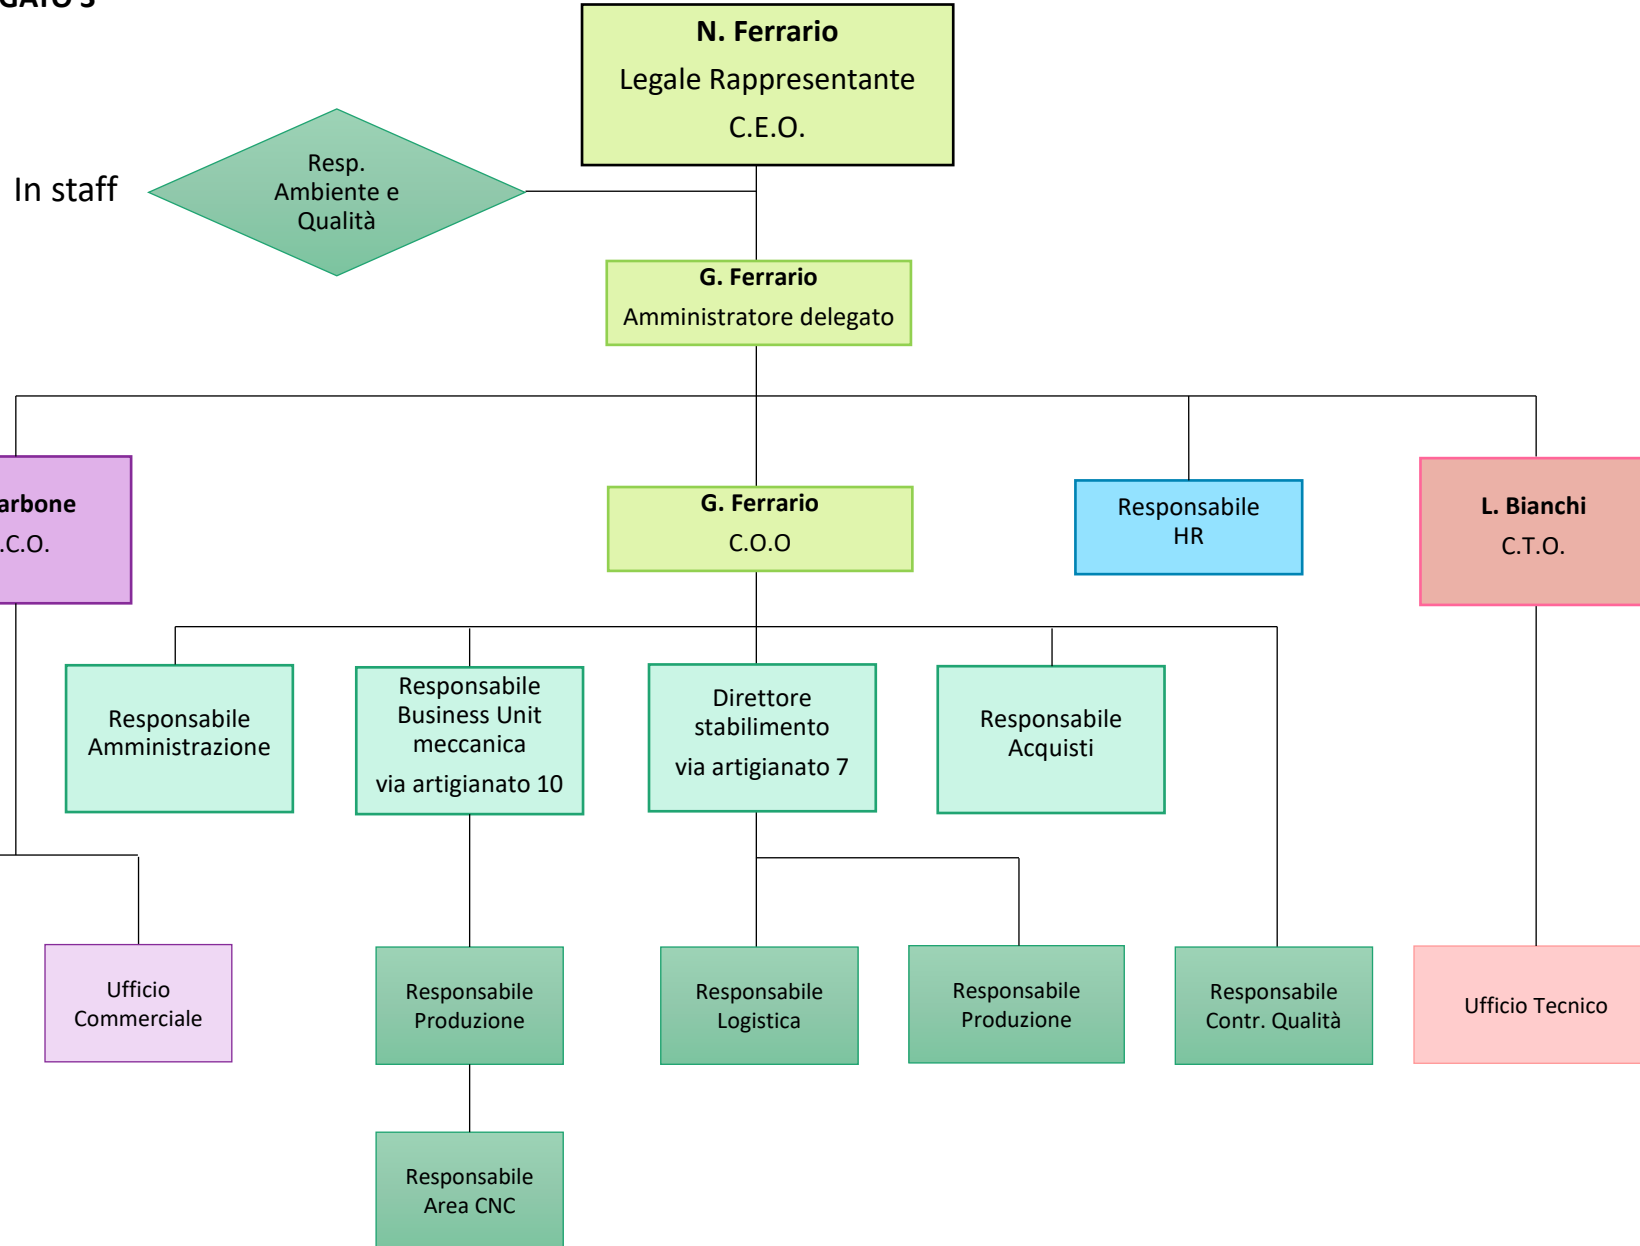 N. Ferrario
Legale Rappresentante
C.E.O.
In staff
Resp.
Ambiente e
Qualità
G. Ferrario
Amministratore delegato
G. Ferrario
C.O.O
Responsabile
HR
L. Bianchi
C.T.O.
Responsabile
Amministrazione
Responsabile
Business Unit
meccanica
via artigianato 10
Direttore
stabilimento
via artigianato 7
Responsabile
Acquisti
Ufficio
Commerciale
Responsabile
Produzione
Responsabile
Logistica
Responsabile
Produzione
Responsabile
Contr. Qualità
Ufficio Tecnico
Responsabile
Area CNC